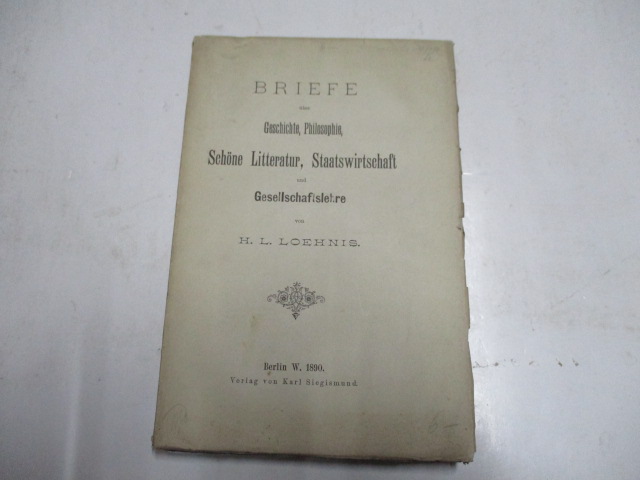 BRIEFE
über
Geschichte, Philosophie,
Schöne Litteratur, Staatswirtschaft
und
Gesellschaftslehre
von
H. L. LOEHNIS.
Berlin W. 1890.
Verlag von Karl Siegismund.